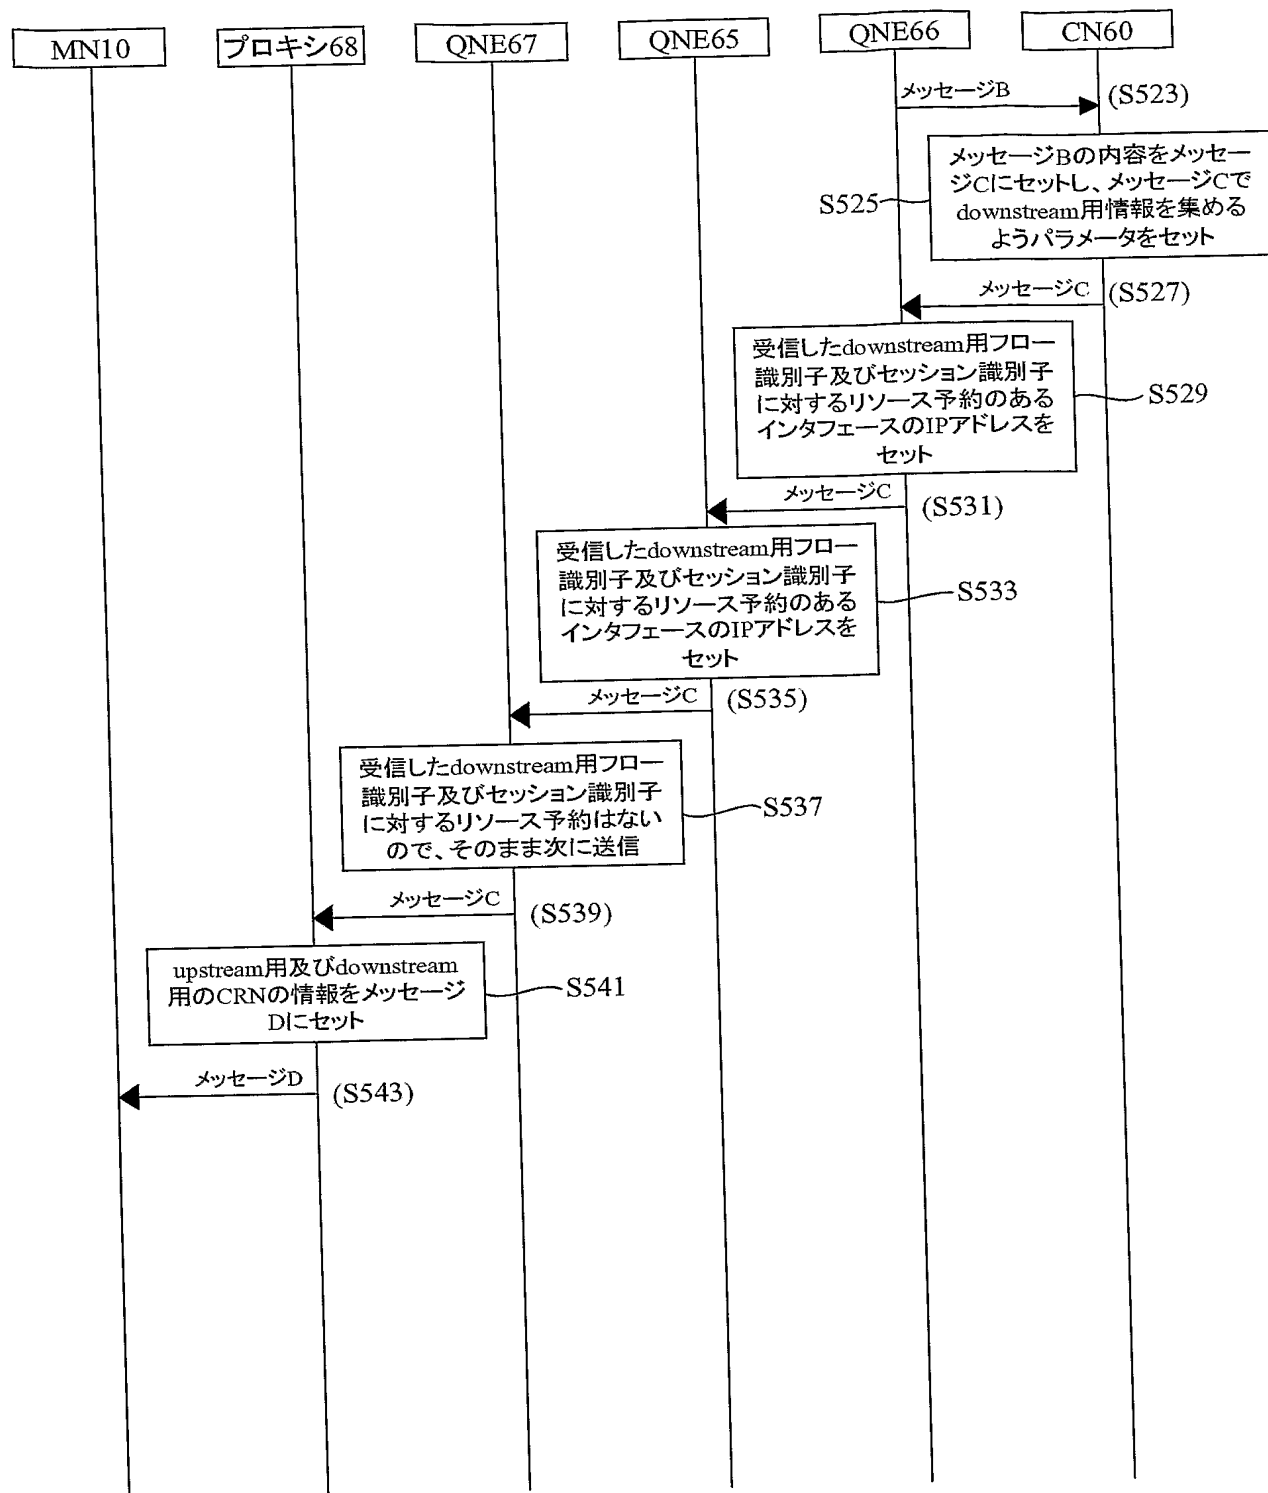 MN10
プロキシ68
QNE67
QNE65
QNE66
CN60
メッセージB
(S523)
メッセージBの内容をメッセー
ジCにセットし、メッセージCで
downstream用情報を集める
ようパラメータをセット
S525
メッセージC
(S527)
受信したdownstream用フロー
識別子及びセッション識別子
に対するリソース予約のある
インタフェースのIPアドレスを
セット
S529
メッセージC
(S531)
受信したdownstream用フロー
識別子及びセッション識別子
に対するリソース予約のある
インタフェースのIPアドレスを
セット
S533
メッセージC
(S535)
受信したdownstream用フロー
識別子及びセッション識別子
に対するリソース予約はない
ので、そのまま次に送信
S537
メッセージC
(S539)
upstream用及びdownstream
用のCRNの情報をメッセージ
Dにセット
S541
メッセージD
(S543)